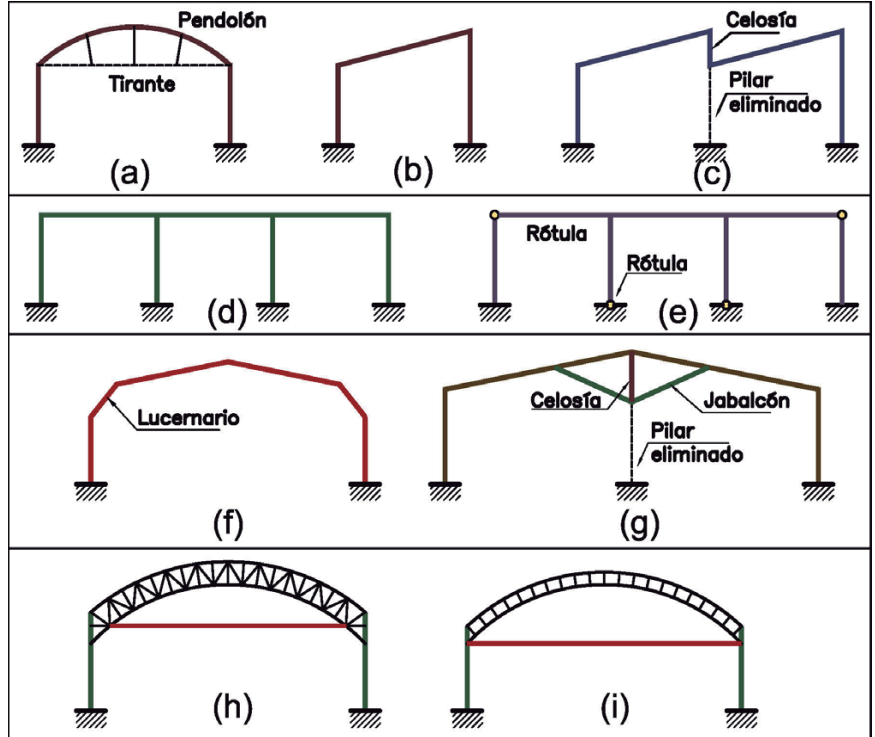 Pendolón
Tirante
(a)
(b)
Celosía
Pilar
eliminado
(c)
(d)
Rótula
Rótula
(e)
Lucernario
(f)
Celosía
Jabalcón
Pilar
eliminado
(g)
(h)
(i)